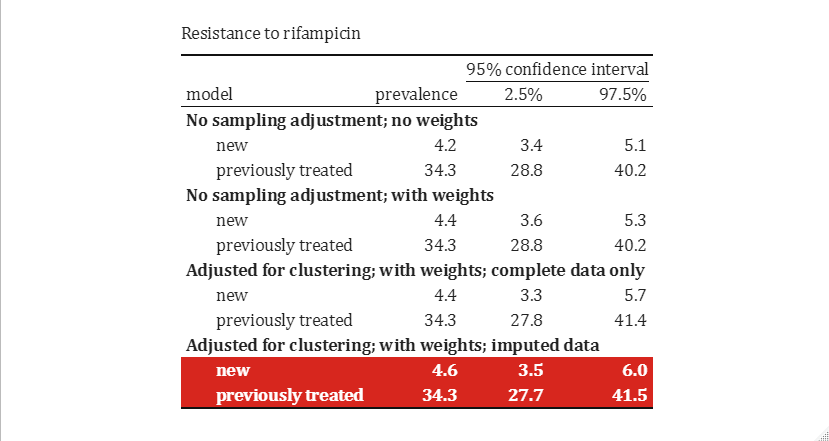 Resistance to rifampicin
95% confidence interval
model prevalence 2.5% 97.5%
No sampling adjustment; no weights
new 4.2 3.4 5.1
previously treated 34.3 28.8 40.2
No sampling adjustment; with weights
new 4.4 3.6 5.3
previously treated 34.3 28.8 40.2
Adjusted for clustering; with weights; complete data only
new 4.4 3.3 5.7
previously treated 34.3 27.8 41.4
Adjusted for clustering; with weights; imputed data
new 4.6 3.5 6.0
previously treated 34.3 27.7 41.5